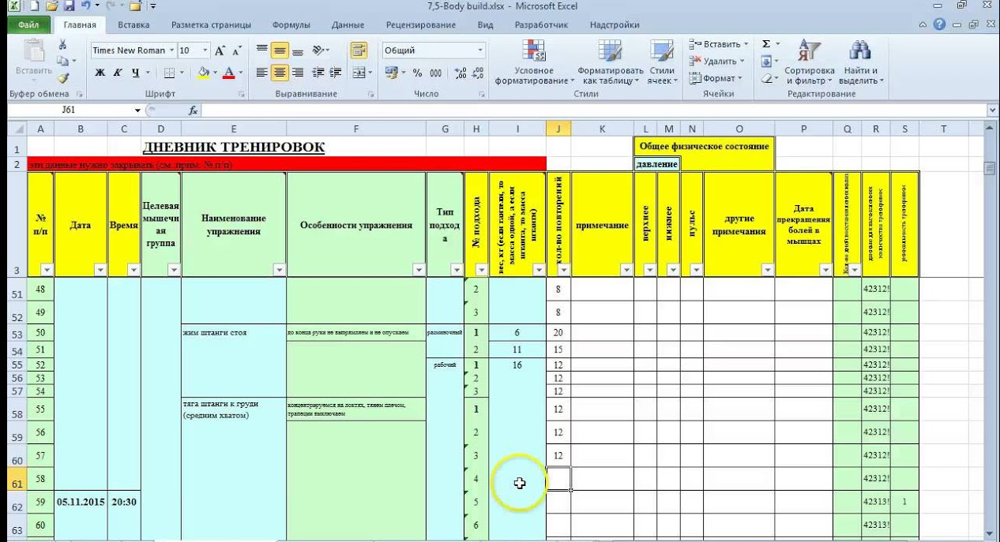 7,5-Body build.xlsx - Microsoft Excel
Файл Главная Вставка Разметка страницы Формулы Данные Рецензирование Вид Разработчик Надстройки
Вставить
Times New Roman 10
Ж К Ч
Общий
% 000
Условное форматирование
Форматировать как таблицу
Стили ячеек
Вставить
Удалить
Формат
Сортировка и фильтр
Найти и выделить
Буфер обмена Шрифт Выравнивание Число Стили Ячейки Редактирование
J61 fx
A B C D E F G H I J K L M N O P Q R S T
1 ДНЕВНИК ТРЕНИРОВОК Общее физическое состояние
2 эти данные нужно закрывать (см. прим. № п/п) давление
3
№ п/п
Дата
Время
Целевая мышечн ая группа
Наименование упражнения
Особенности упражнения
Тип подход а
№ подхода
вес, кг (если гантели, то масса одной, а если штанга, то масса штанги)
кол-во повторений
примечание
верхнее
нижнее
пульс
другие примечания
Дата прекращения болей в мышцах
51 48 2 8 42312!
52 49 3 8 42312!
53 50 жим штанги стоя до конца руки не выпрямляем и не опускаем разминочный 1 6 20 42312!
54 51 2 11 15 42312!
55 52 рабочий 1 16 12 42312!
56 53 2 12 42312!
57 54 3 12 42312!
58 55 тяга штанги к груди (средним хватом) концентрируемся на локтях, тянем плечом, трапеции выключаем 1 12 42312!
59 56 2 12 42312!
60 57 3 12 42312!
61 58 4 42312!
62 59 05.11.2015 20:30 5 42313! 1
63 60 6 42313!